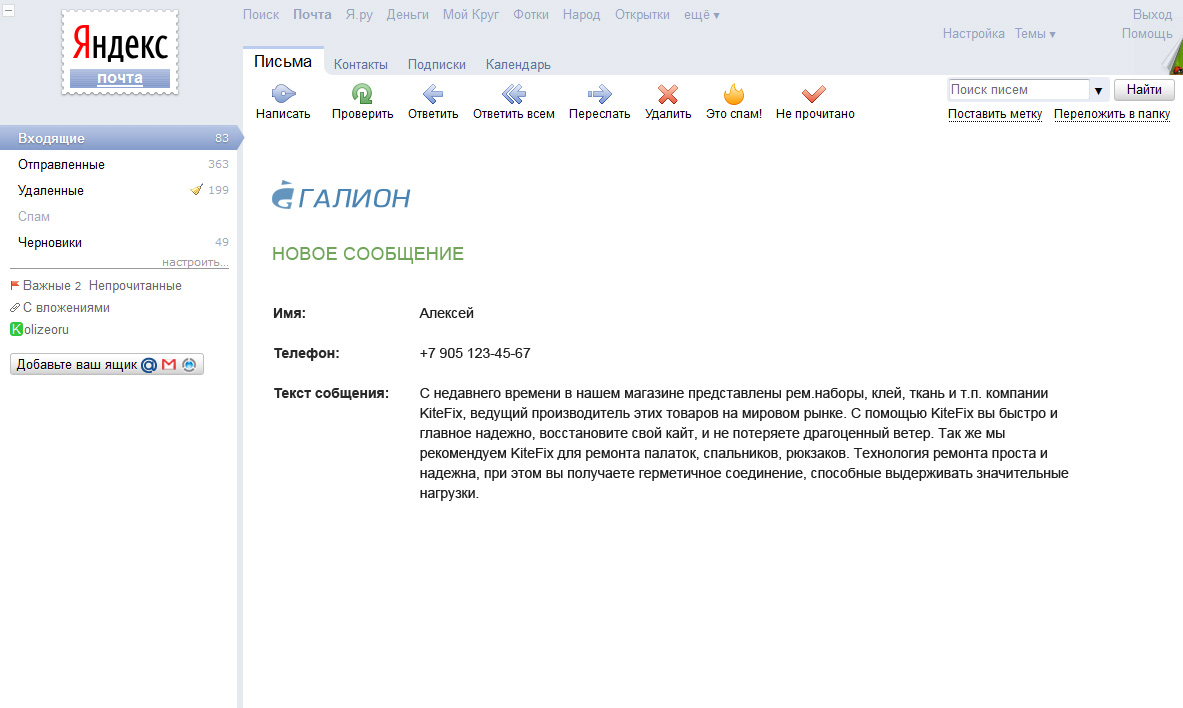 Поиск Почта Я.ру Деньги Мой Круг Фотки Народ Открытки ещё ▾ Выход
Настройка Темы ▾ Помощь
Яндекс
почта
Письма Контакты Подписки Календарь
Написать Проверить Ответить Ответить всем Переслать Удалить Это спам! Не прочитано
Поиск писем Найти
Поставить метку Переложить в папку
Входящие 83
Отправленные 363
Удаленные 199
Спам
Черновики 49
настроить...
Важные 2 Непрочитанные
С вложениями
Kolizeoru
Добавьте ваш ящик
ГАЛИОН
НОВОЕ СООБЩЕНИЕ
Имя: Алексей
Телефон: +7 905 123-45-67
Текст собщения: С недавнего времени в нашем магазине представлены рем.наборы, клей, ткань и т.п. компании
KiteFix, ведущий производитель этих товаров на мировом рынке. С помощью KiteFix вы быстро и
главное надежно, восстановите свой кайт, и не потеряете драгоценный ветер. Так же мы
рекомендуем KiteFix для ремонта палаток, спальников, рюкзаков. Технология ремонта проста и
надежна, при этом вы получаете герметичное соединение, способные выдерживать значительные
нагрузки.